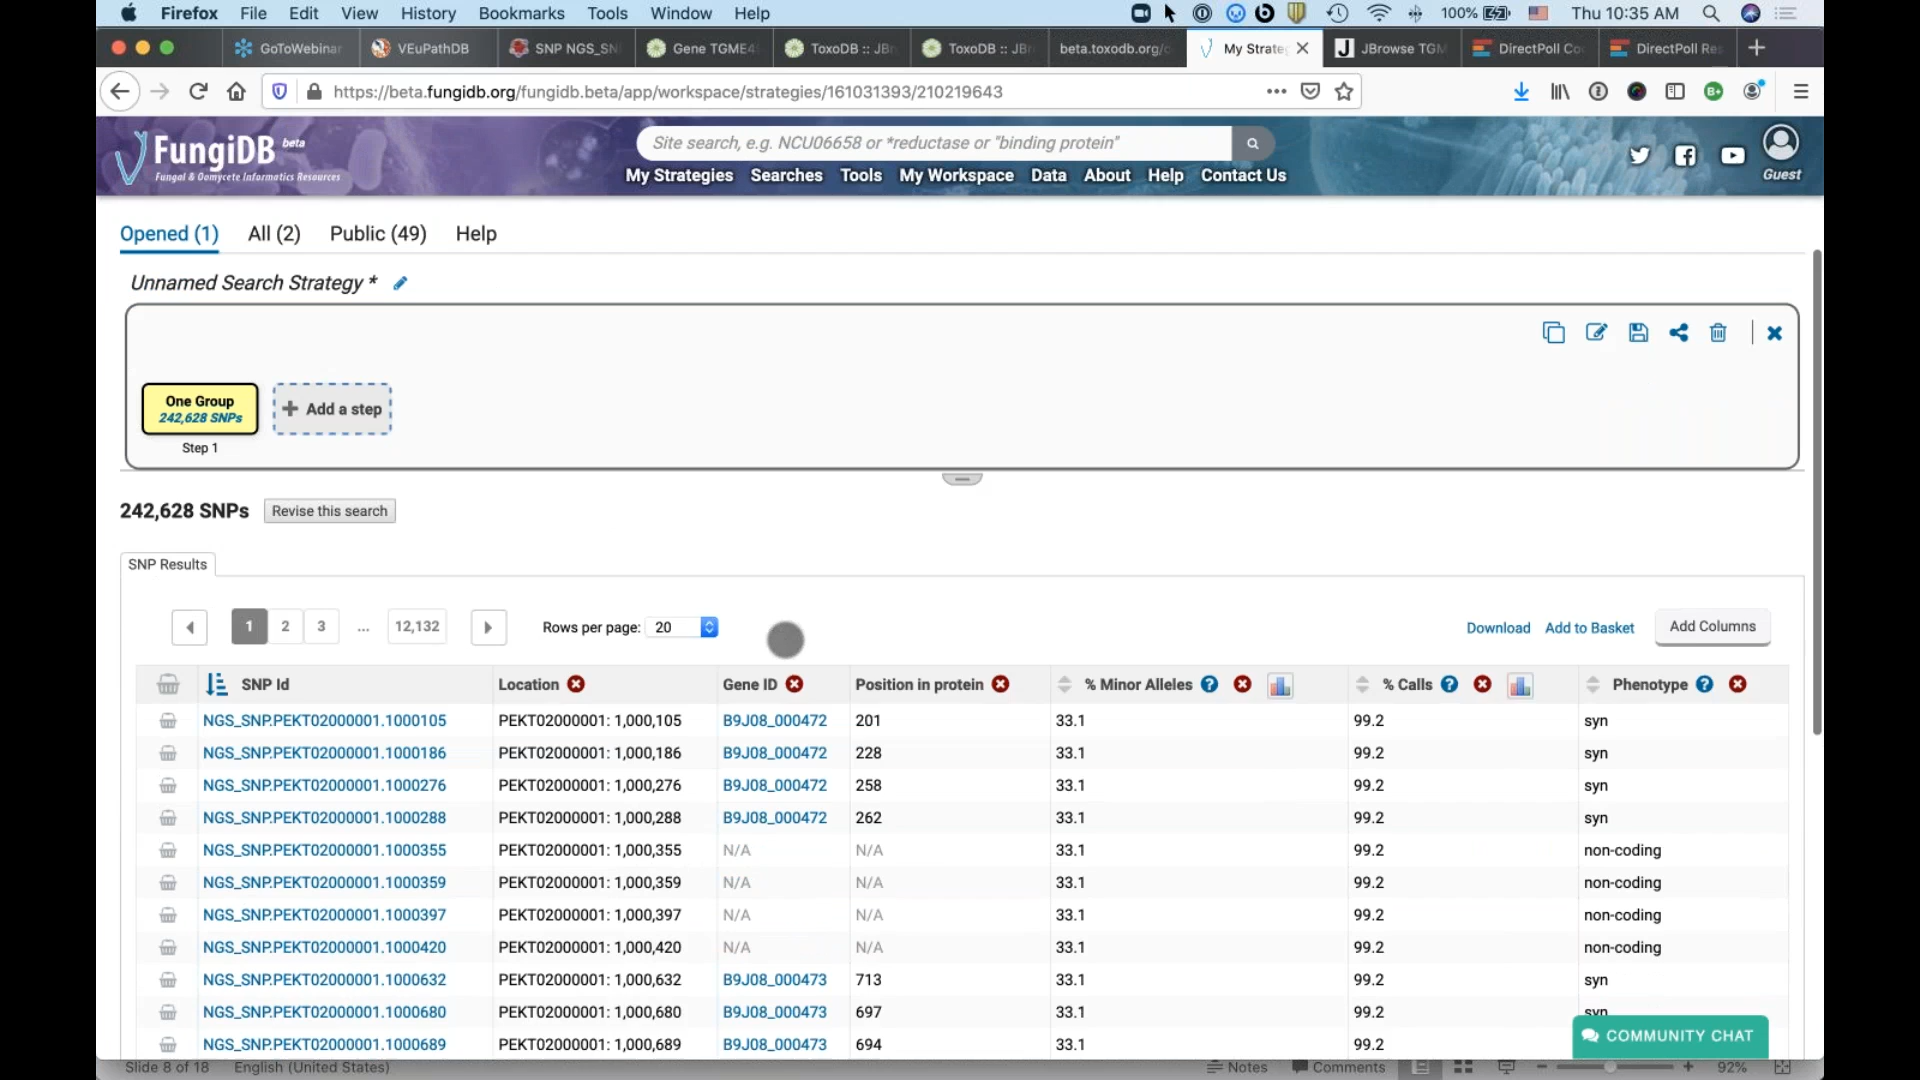 Firefox File Edit View History Bookmarks Tools Window Help 100% Thu 10:35 AM
GoToWebinar VEuPathDB SNP NGS_SN Gene TGME4 ToxoDB :: JBr ToxoDB :: JBr beta.toxodb.org/ My Strate JBrowse TGM DirectPoll Co DirectPoll Re
https://beta.fungidb.org/fungidb.beta/app/workspace/strategies/161031393/210219643
FungiDB beta
Fungal & Oomycete Informatics Resources
Site search, e.g. NCU06658 or *reductase or "binding protein"
My Strategies Searches Tools My Workspace Data About Help Contact Us
Guest
Opened (1) All (2) Public (49) Help
Unnamed Search Strategy *
One Group
242,628 SNPs
Add a step
Step 1
242,628 SNPs Revise this search
SNP Results
1 2 3 ... 12,132 Rows per page: 20 Download Add to Basket Add Columns
SNP Id Location Gene ID Position in protein % Minor Alleles % Calls Phenotype
NGS_SNP.PEKT02000001.1000105 PEKT02000001: 1,000,105 B9J08_000472 201 33.1 99.2 syn
NGS_SNP.PEKT02000001.1000186 PEKT02000001: 1,000,186 B9J08_000472 228 33.1 99.2 syn
NGS_SNP.PEKT02000001.1000276 PEKT02000001: 1,000,276 B9J08_000472 258 33.1 99.2 syn
NGS_SNP.PEKT02000001.1000288 PEKT02000001: 1,000,288 B9J08_000472 262 33.1 99.2 syn
NGS_SNP.PEKT02000001.1000355 PEKT02000001: 1,000,355 N/A N/A 33.1 99.2 non-coding
NGS_SNP.PEKT02000001.1000359 PEKT02000001: 1,000,359 N/A N/A 33.1 99.2 non-coding
NGS_SNP.PEKT02000001.1000397 PEKT02000001: 1,000,397 N/A N/A 33.1 99.2 non-coding
NGS_SNP.PEKT02000001.1000420 PEKT02000001: 1,000,420 N/A N/A 33.1 99.2 non-coding
NGS_SNP.PEKT02000001.1000632 PEKT02000001: 1,000,632 B9J08_000473 713 33.1 99.2 syn
NGS_SNP.PEKT02000001.1000680 PEKT02000001: 1,000,680 B9J08_000473 697 33.1 99.2 syn
NGS_SNP.PEKT02000001.1000689 PEKT02000001: 1,000,689 B9J08_000473 694 33.1 99.2
COMMUNITY CHAT
Slide 8 of 18 English (United States) Notes Comments 92%